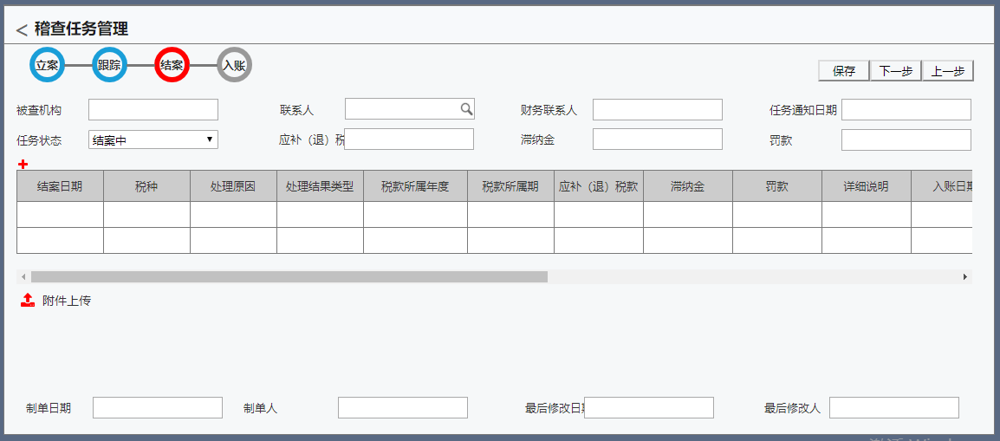 < 稽查任务管理
立案 跟踪 结案 入账
保存 下一步 上一步
被查机构 联系人 财务联系人 任务通知日期
任务状态 结案中 应补（退）税 滞纳金 罚款
结案日期 税种 处理原因 处理结果类型 税款所属年度 税款所属期 应补（退）税款 滞纳金 罚款 详细说明 入账日期
附件上传
制单日期 制单人 最后修改日期 最后修改人